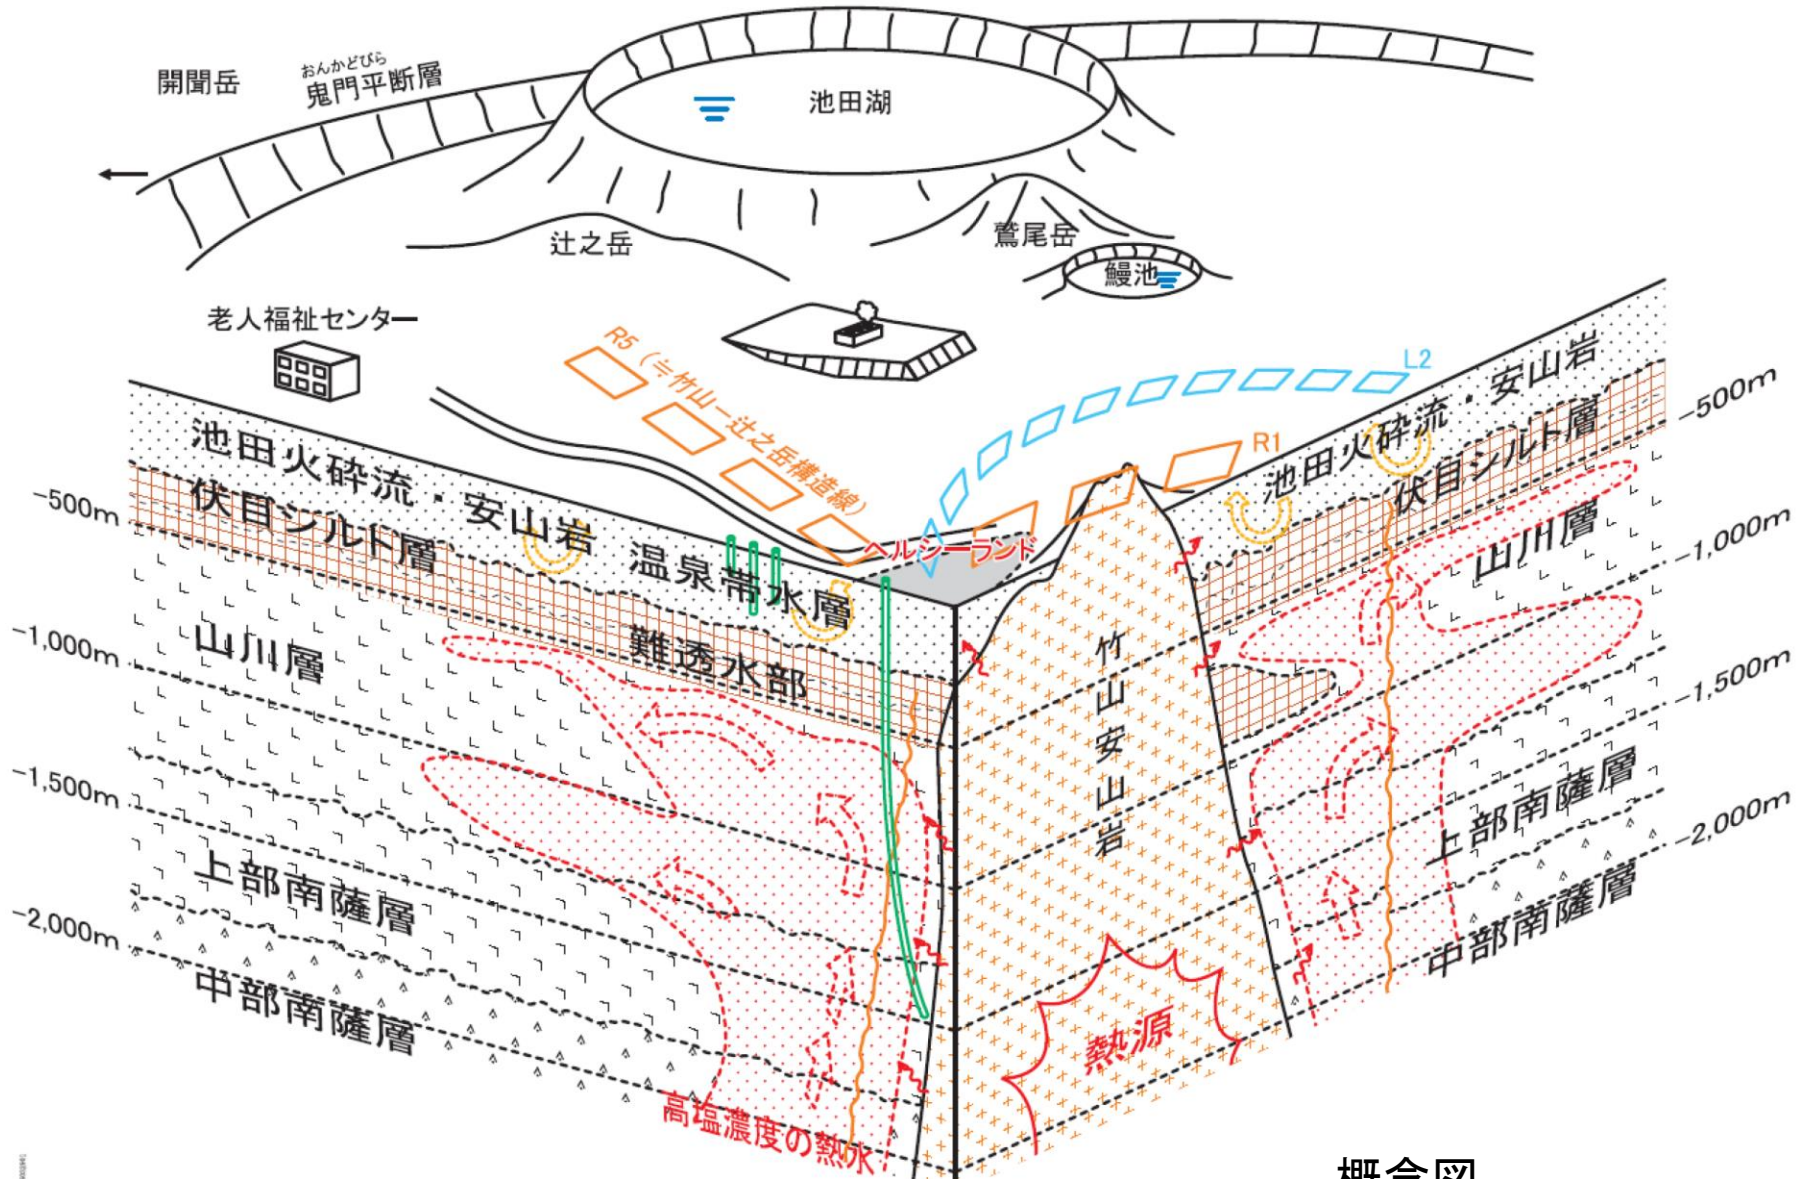 開聞岳
おんかどびら
鬼門平断層
池田湖
辻之岳
鷲尾岳
鰻池
老人福祉センター
R5（≒竹山－辻之岳構造線）
L2
R1
ヘルシーランド
池田火砕流・安山岩
伏目シルト層
温泉帯水層
難透水部
山川層
上部南薩層
中部南薩層
-500m
-1,000m
-1,500m
-2,000m
高塩濃度の熱水
竹山安山岩
熱源
池田火砕流・安山岩
伏目シルト層
山川層
上部南薩層
中部南薩層
-500m
-1,000m
-1,500m
-2,000m
概念図